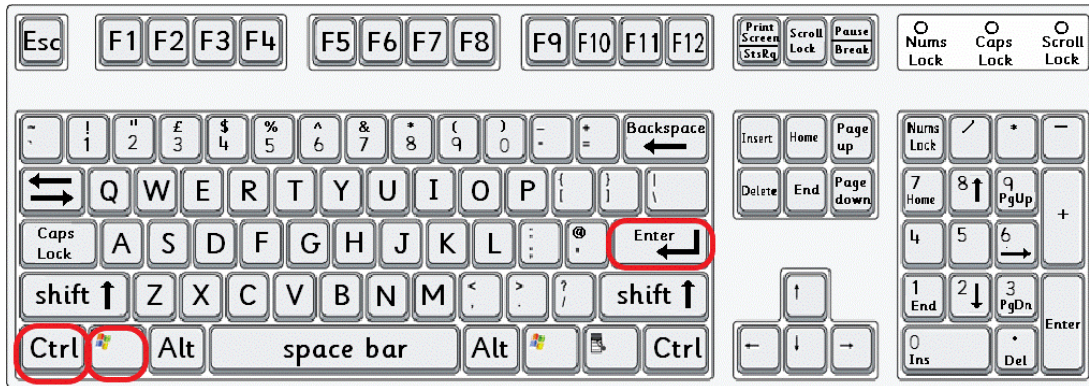 Esc F1 F2 F3 F4 F5 F6 F7 F8 F9 F10 F11 F12 Print Screen StsRq Scroll Lock Pause Break Nums Lock Caps Lock Scroll Lock
~ ! 1 " 2 £ 3 $ 4 % 5 ^ 6 & 7 * 8 ( 9 ) 0 - + = Backspace Insert Home Page up Nums Lock / * -
Q W E R T Y U I O P { [ } ] | \ Delete End Page down 7 Home 8 9 PgUp +
Caps Lock A S D F G H J K L : ; @ ' Enter 4 5 6
shift Z X C V B N M < , > . ? / shift 1 End 2 3 PgDn Enter
Ctrl Alt space bar Alt Ctrl 0 Ins . Del